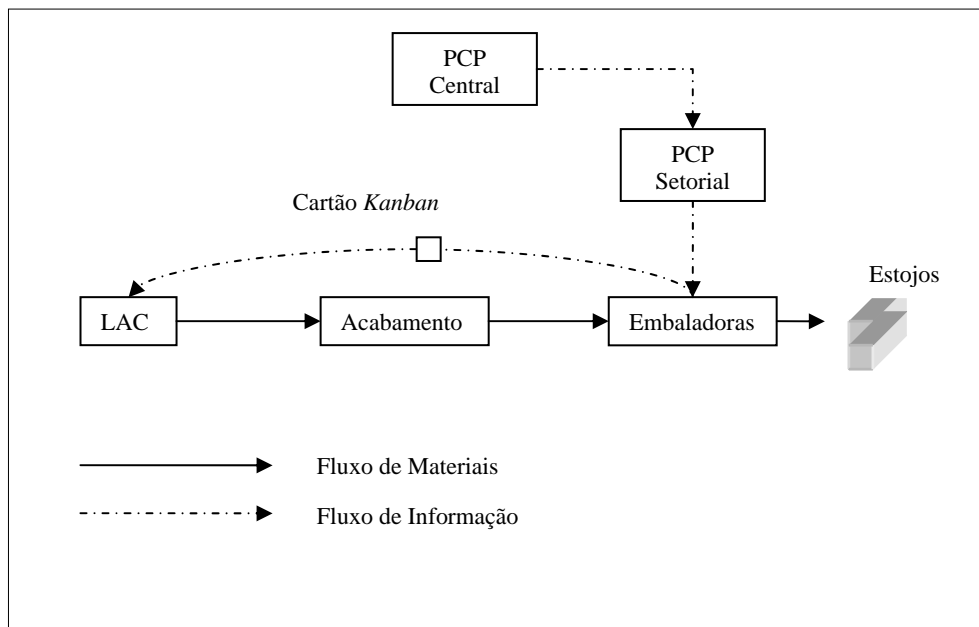 PCP
Central
PCP
Setorial
Cartão Kanban
Estojos
LAC
Acabamento
Embaladoras
Fluxo de Materiais
Fluxo de Informação